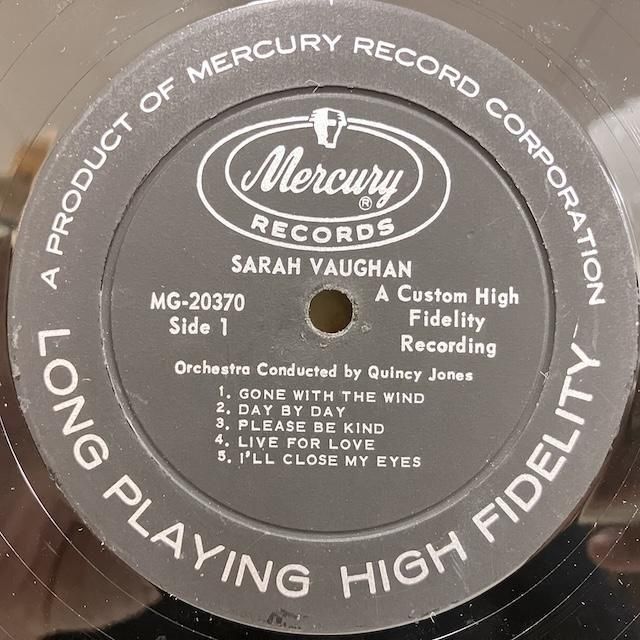 A PRODUCT OF MERCURY RECORD CORPORATION
Mercury ®
RECORDS
SARAH VAUGHAN
MG-20370
Side 1
A Custom High
Fidelity
Recording
Orchestra Conducted by Quincy Jones
1. GONE WITH THE WIND
2. DAY BY DAY
3. PLEASE BE KIND
4. LIVE FOR LOVE
5. I'LL CLOSE MY EYES
LONG PLAYING HIGH FIDELITY